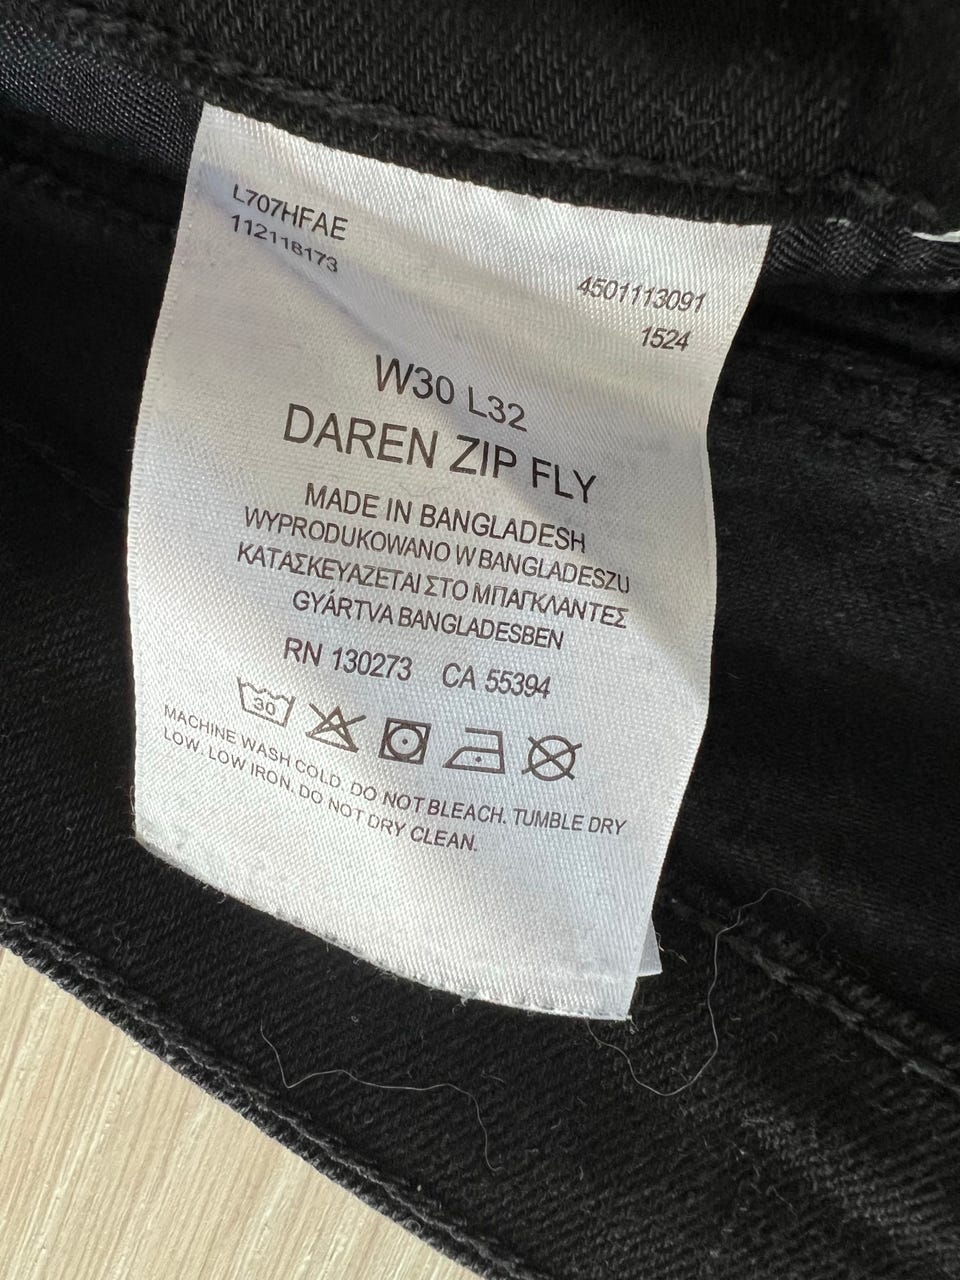 L707HFAE
112118173
4501113091
1524
W30 L32
DAREN ZIP FLY
MADE IN BANGLADESH
WYPRODUKOWANO W BANGLADESZU
ΚΑΤΑΣΚΕΥΑΖΕΤΑΙ ΣΤΟ ΜΠΑΓΚΛΑΝΤΕΣ
GYÁRTVA BANGLADESBEN
RN 130273 CA 55394
30
MACHINE WASH COLD. DO NOT BLEACH. TUMBLE DRY
LOW. LOW IRON, DO NOT DRY CLEAN.